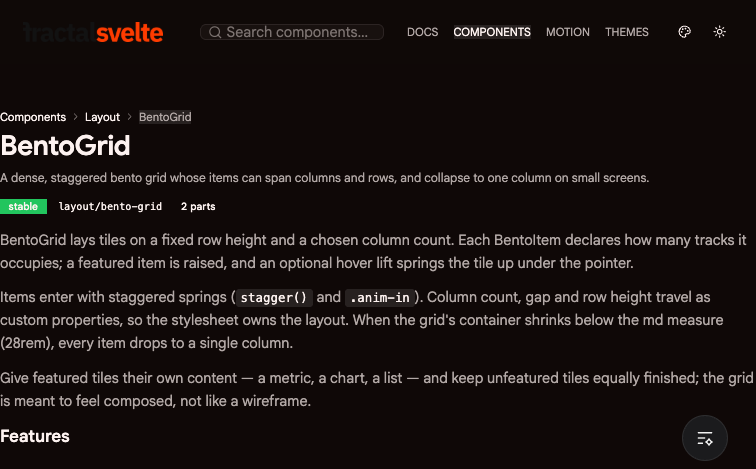 fractalsvelte
Search components...
DOCS
COMPONENTS
MOTION
THEMES
Components > Layout > BentoGrid
BentoGrid
A dense, staggered bento grid whose items can span columns and rows, and collapse to one column on small screens.
stable layout/bento-grid 2 parts
BentoGrid lays tiles on a fixed row height and a chosen column count. Each BentoItem declares how many tracks it
occupies; a featured item is raised, and an optional hover lift springs the tile up under the pointer.
Items enter with staggered springs ( stagger() and .anim-in ). Column count, gap and row height travel as
custom properties, so the stylesheet owns the layout. When the grid's container shrinks below the md measure
(28rem), every item drops to a single column.
Give featured tiles their own content — a metric, a chart, a list — and keep unfeatured tiles equally finished; the grid
is meant to feel composed, not like a wireframe.
Features